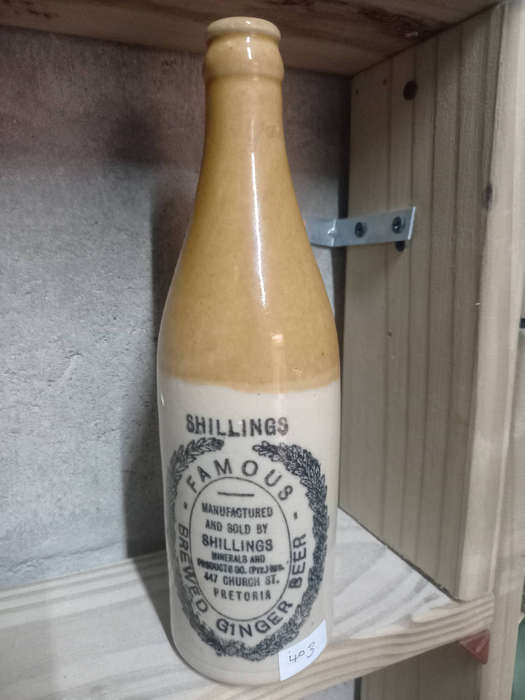 SHILLINGS
FAMOUS
MANUFACTURED
AND SOLD BY
SHILLINGS
MINERALS AND
PRODUCTS CO. (Pty.) LTD.
447 CHURCH ST.
PRETORIA
BREWED GINGER BEER
403